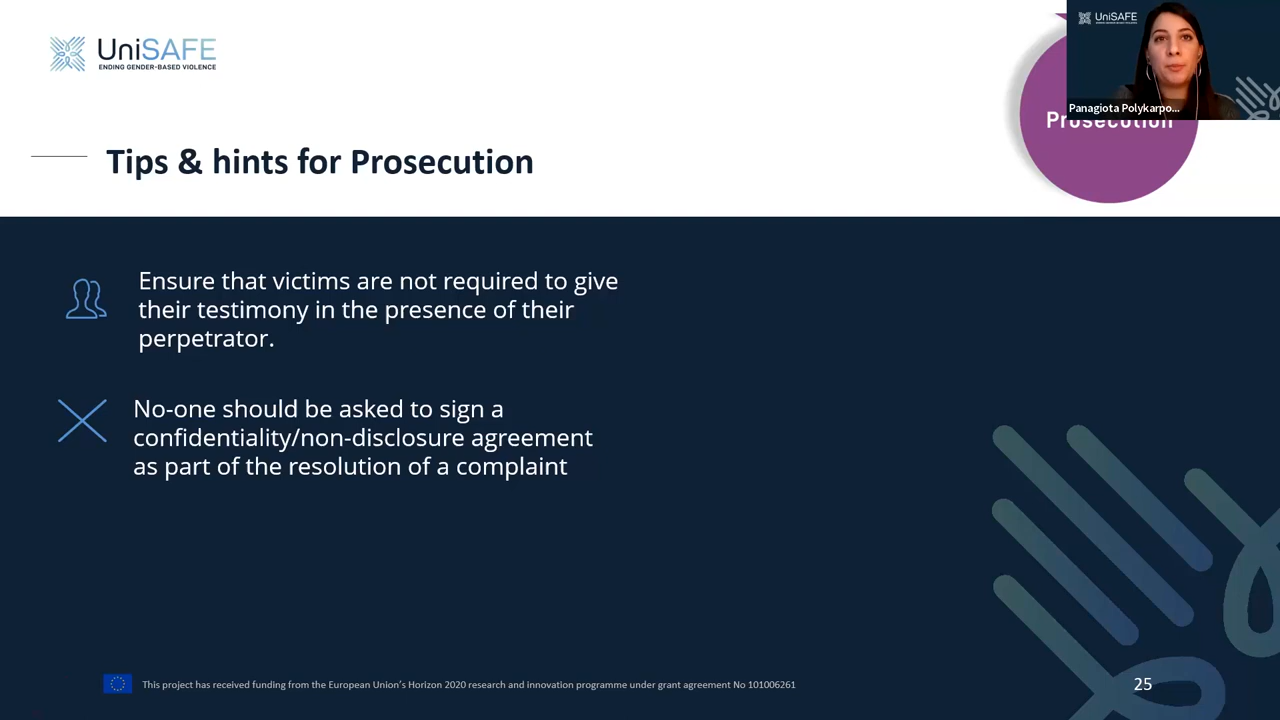 UniSAFE
ENDING GENDER-BASED VIOLENCE
UniSAFE
Panagiota Polykarpo...
Prosecution
Tips & hints for Prosecution
Ensure that victims are not required to give
their testimony in the presence of their
perpetrator.
No-one should be asked to sign a
confidentiality/non-disclosure agreement
as part of the resolution of a complaint
This project has received funding from the European Union's Horizon 2020 research and innovation programme under grant agreement No 101006261
25